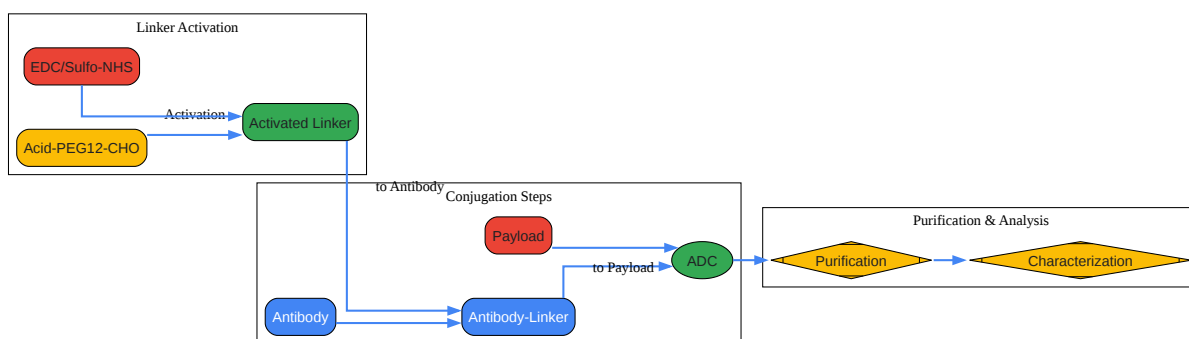 Linker Activation
EDC/Sulfo-NHS
Activation
Activated Linker
Acid-PEG12-CHO
to Antibody
Conjugation Steps
Payload
ADC
to Payload
Antibody
Antibody-Linker
Purification & Analysis
Purification
Characterization